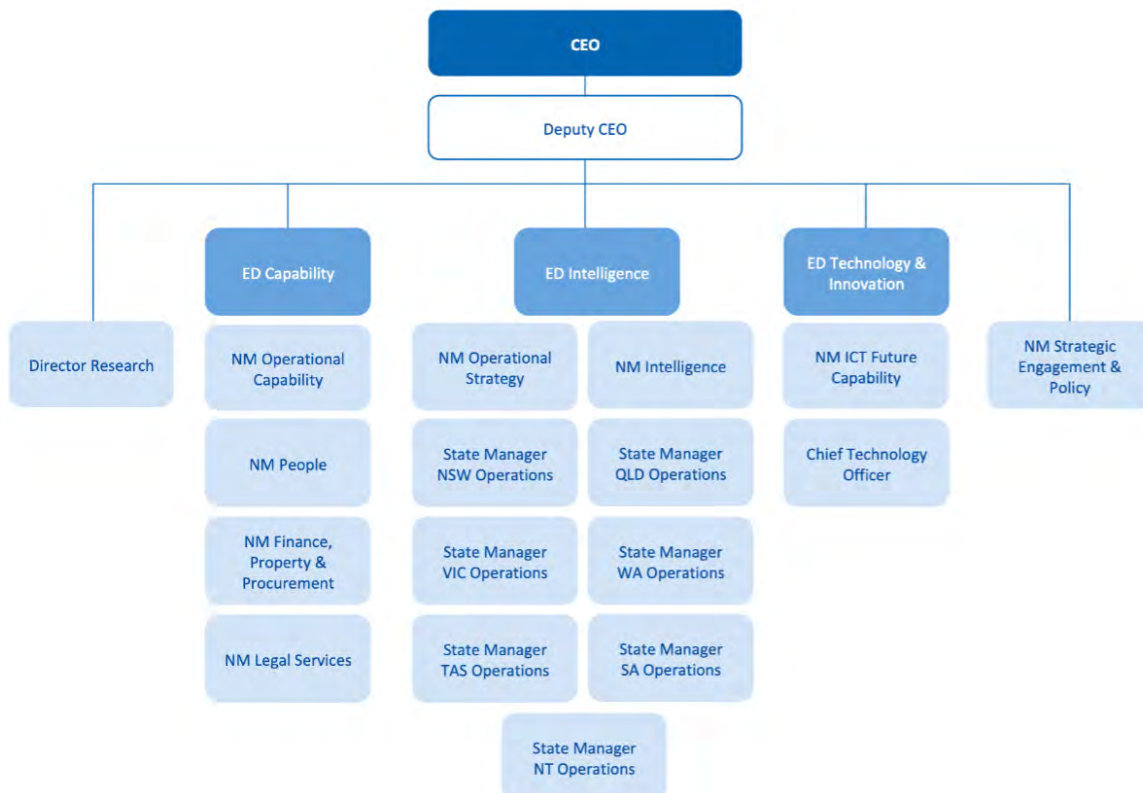 CEO
Deputy CEO
ED Capability
ED Intelligence
ED Technology &
Innovation
Director Research
NM Operational
Capability
NM Operational
Strategy
NM Intelligence
NM ICT Future
Capability
NM Strategic
Engagement &
Policy
NM People
State Manager
NSW Operations
State Manager
QLD Operations
Chief Technology
Officer
NM Finance,
Property &
Procurement
State Manager
VIC Operations
State Manager
WA Operations
NM Legal Services
State Manager
TAS Operations
State Manager
SA Operations
State Manager
NT Operations